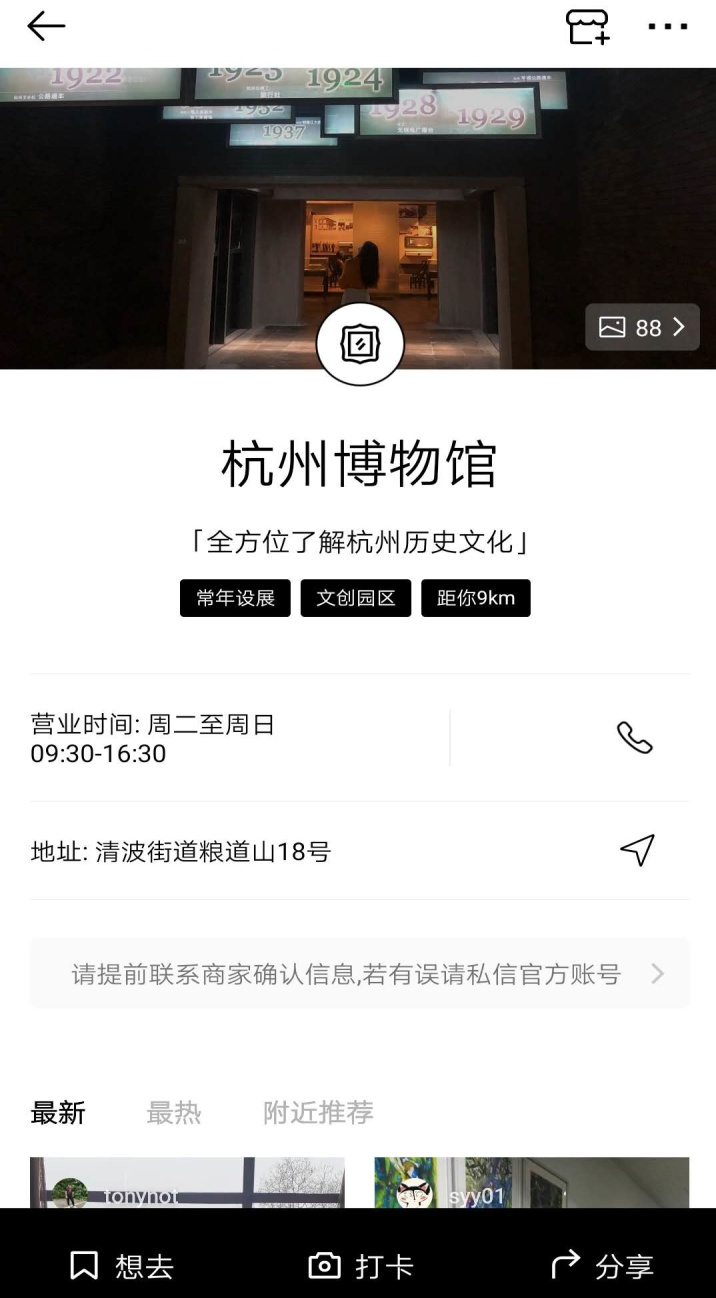 1922
1923
1924
1928
1929
1932
1937
88
杭州博物馆
「全方位了解杭州历史文化」
常年设展 文创园区 距你9km
营业时间: 周二至周日
09:30-16:30
地址: 清波街道粮道山18号
请提前联系商家确认信息,若有误请私信官方账号
最新 最热 附近推荐
tonynot
syy01
想去 打卡 分享